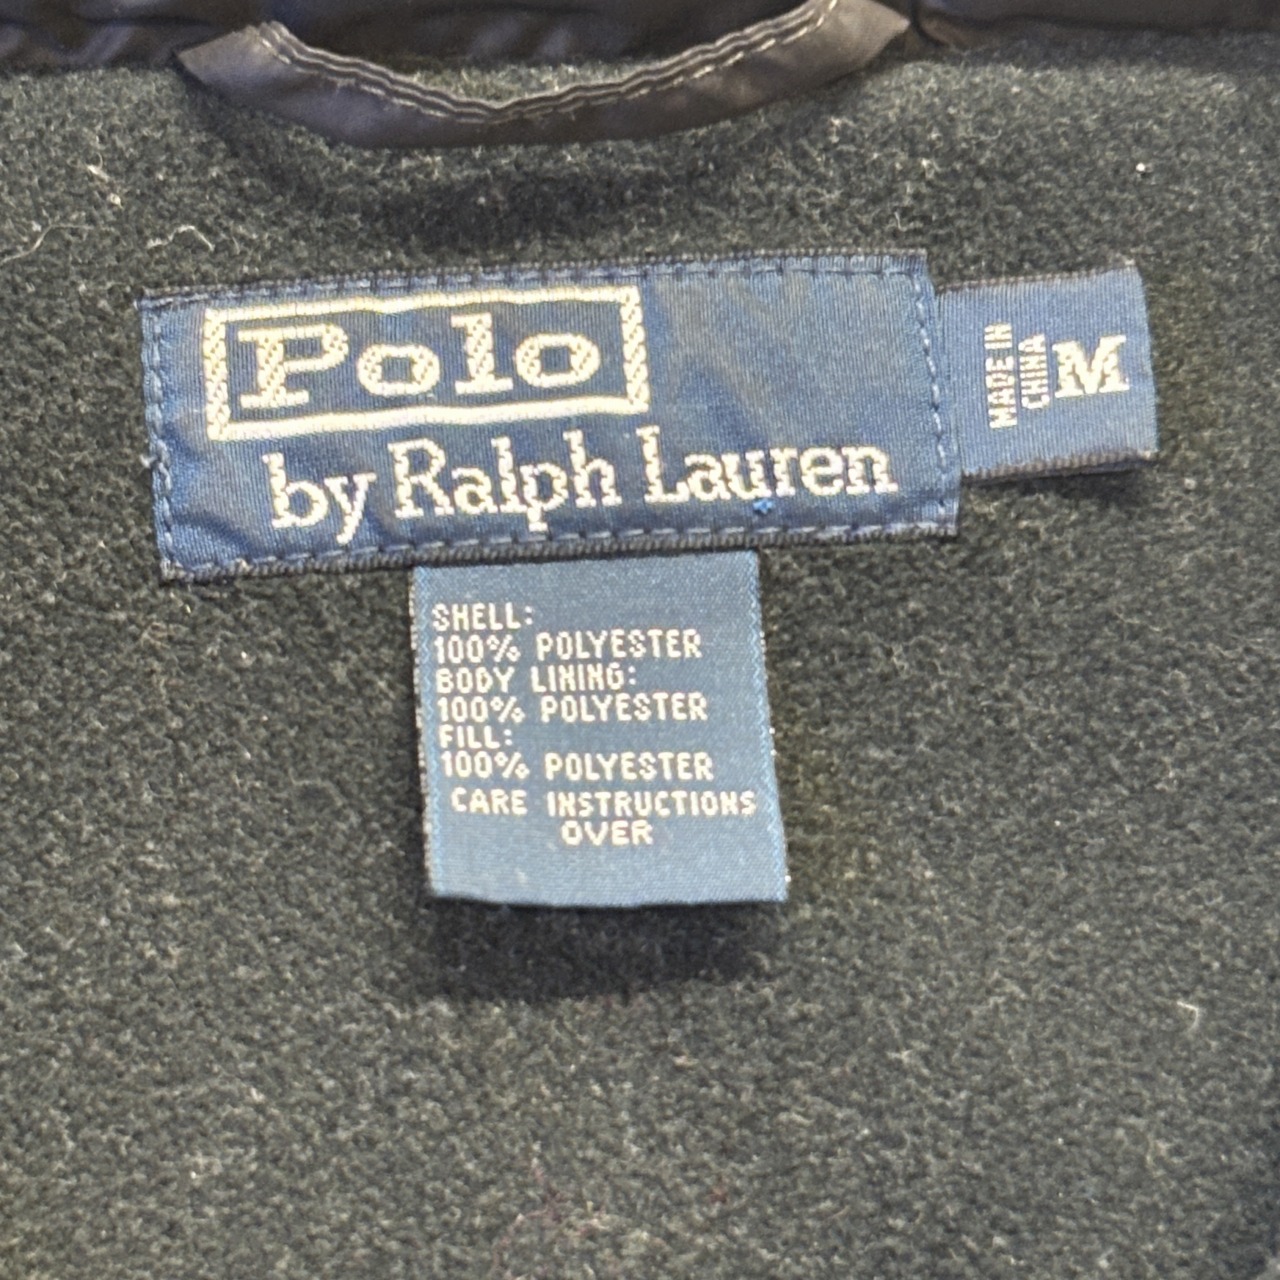 Polo
by Ralph Lauren
MADE IN
CHINA
M
SHELL:
100% POLYESTER
BODY LINING:
100% POLYESTER
FILL:
100% POLYESTER
CARE INSTRUCTIONS
OVER